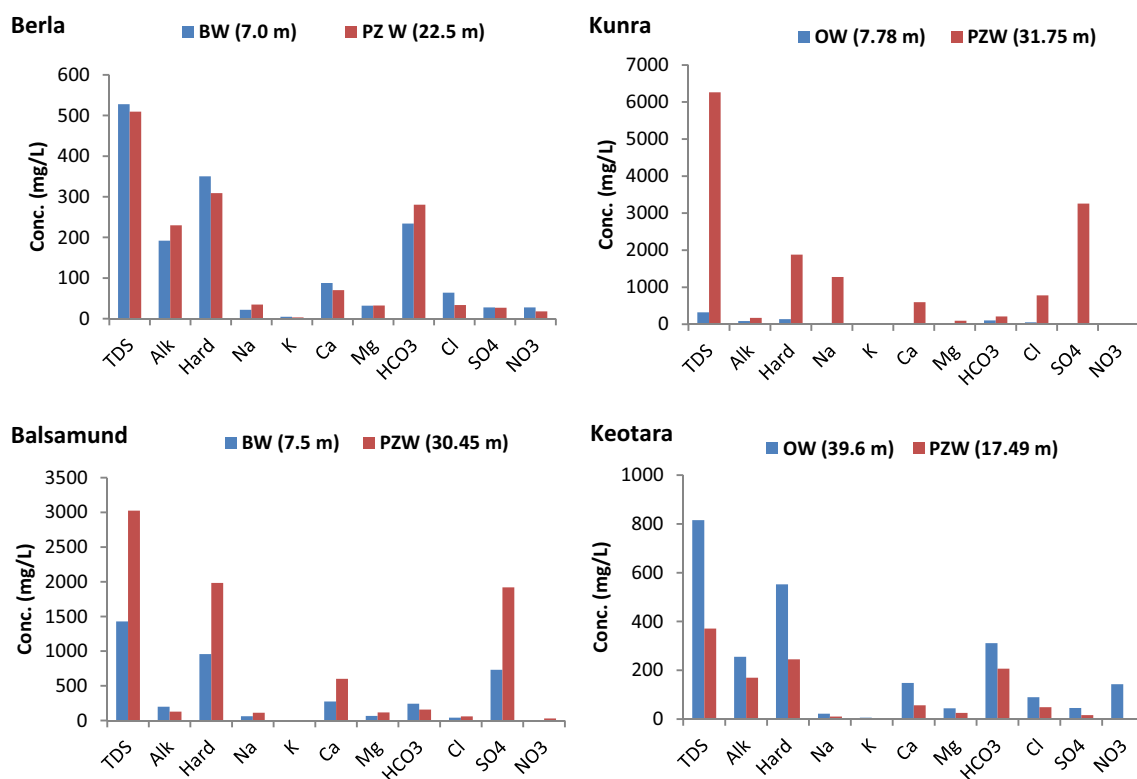 Berla
BW (7.0 m) PZ W (22.5 m)
Conc. (mg/L)
600
500
400
300
200
100
0
TDS Alk Hard Na K Ca Mg HCO3 Cl SO4 NO3
Kunra
OW (7.78 m) PZW (31.75 m)
Conc. (mg/L)
7000
6000
5000
4000
3000
2000
1000
0
TDS Alk Hard Na K Ca Mg HCO3 Cl SO4 NO3
Balsamund
BW (7.5 m) PZW (30.45 m)
Conc. (mg/L)
3500
3000
2500
2000
1500
1000
500
0
TDS Alk Hard Na K Ca Mg HCO3 Cl SO4 NO3
Keotara
OW (39.6 m) PZW (17.49 m)
Conc. (mg/L)
1000
800
600
400
200
0
TDS Alk Hard Na K Ca Mg HCO3 Cl SO4 NO3